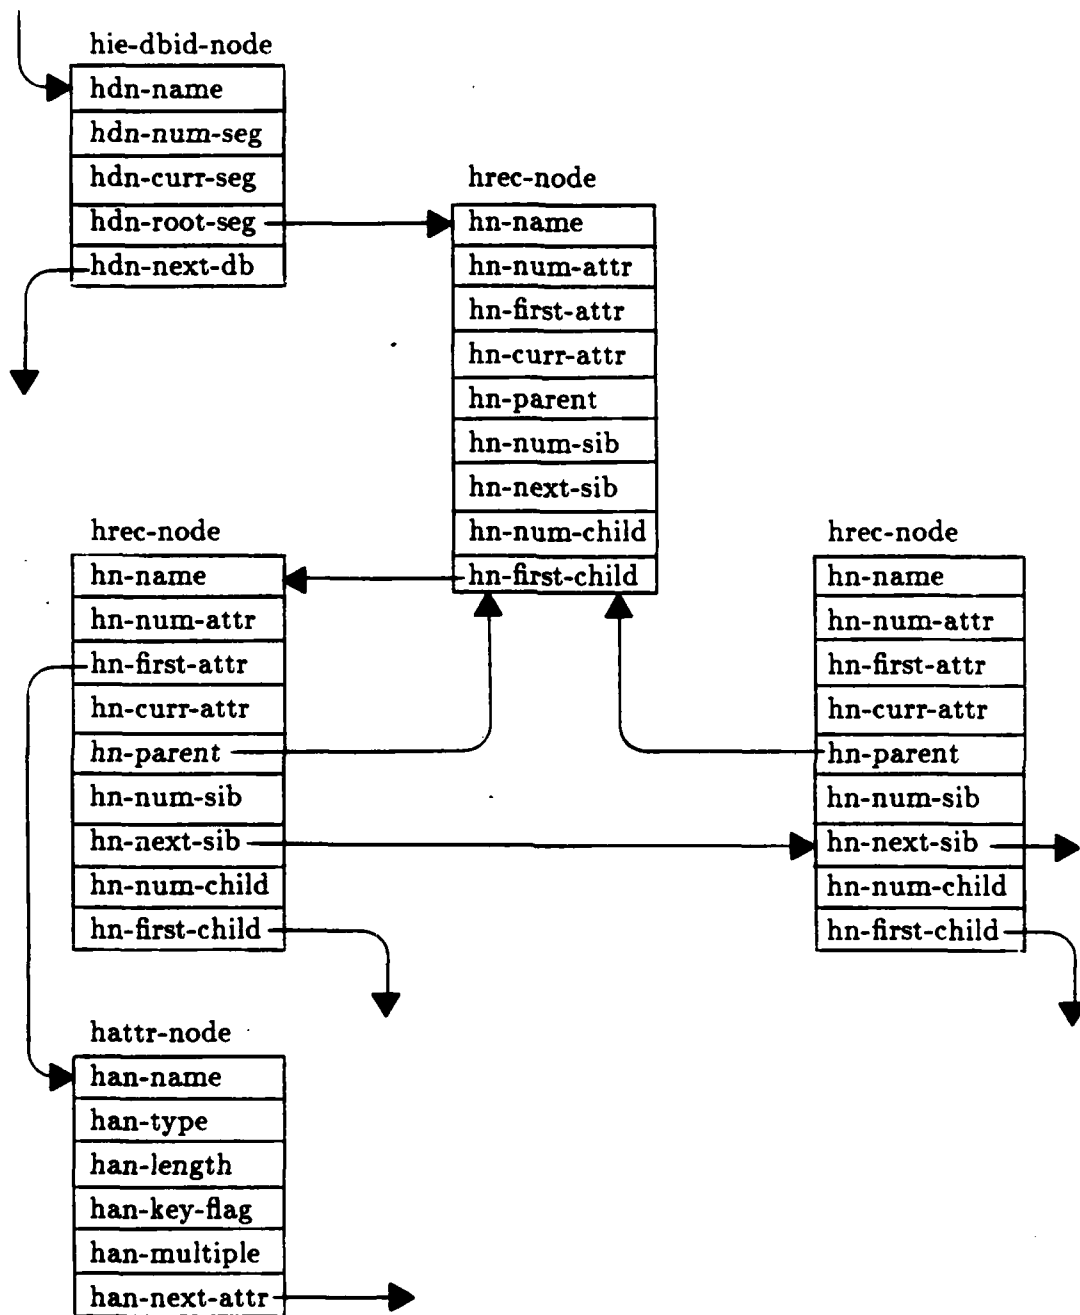 hie-dbid-node
hdn-name
hdn-num-seg
hdn-curr-seg
hdn-root-seg
hdn-next-db
hrec-node
hn-name
hn-num-attr
hn-first-attr
hn-curr-attr
hn-parent
hn-num-sib
hn-next-sib
hn-num-child
hn-first-child
hrec-node
hn-name
hn-num-attr
hn-first-attr
hn-curr-attr
hn-parent
hn-num-sib
hn-next-sib
hn-num-child
hn-first-child
hrec-node
hn-name
hn-num-attr
hn-first-attr
hn-curr-attr
hn-parent
hn-num-sib
hn-next-sib
hn-num-child
hn-first-child
hattr-node
han-name
han-type
han-length
han-key-flag
han-multiple
han-next-attr